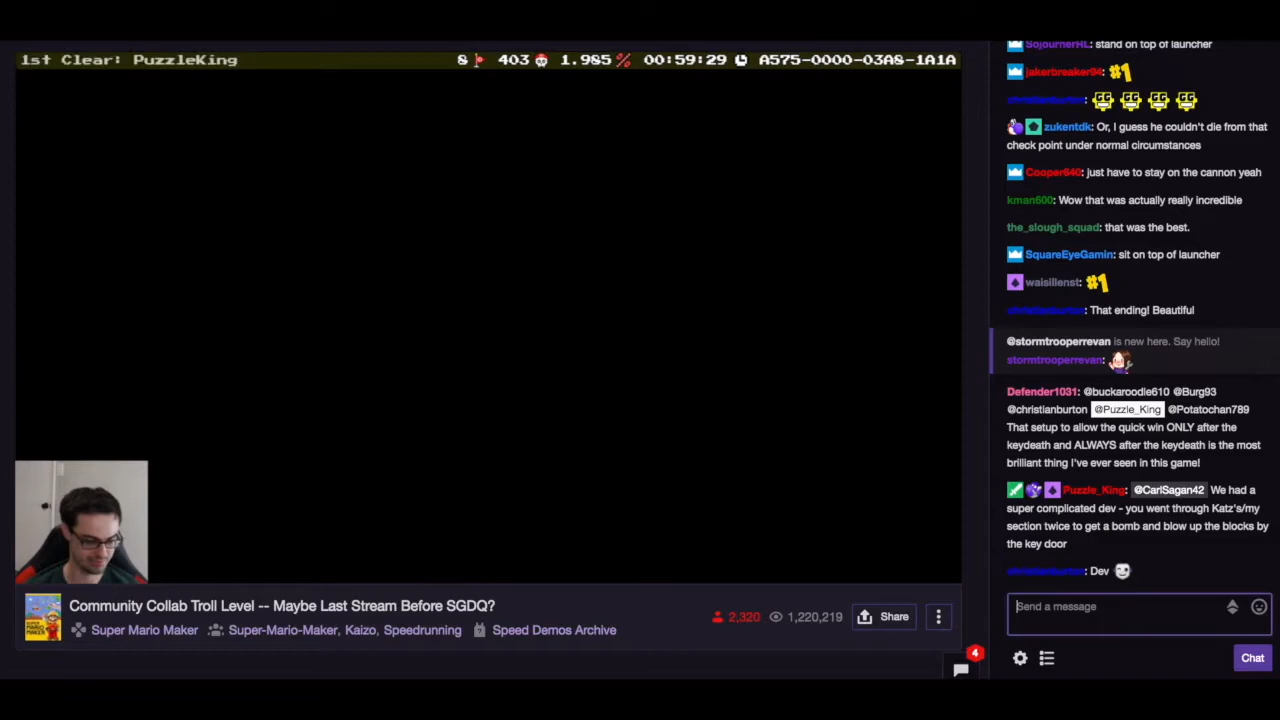 1st Clear: PuzzleKing
8 403 1.985% 00:59:29 A575-0000-03A8-1A1A
SojournerHL: stand on top of launcher
jakerbreaker94: #1
christianburton:
zukentdk: Or, I guess he couldn't die from that
check point under normal circumstances
Cooper640: just have to stay on the cannon yeah
kman600: Wow that was actually really incredible
the_slough_squad: that was the best.
SquareEyeGamin: sit on top of launcher
waisillenst: #1
christianburton: That ending! Beautiful
@stormtrooperrevan is new here. Say hello!
stormtrooperrevan:
Defender1031: @buckaroodle610 @Burg93
@christianburton @Puzzle_King @Potatochan789
That setup to allow the quick win ONLY after the
keydeath and ALWAYS after the keydeath is the most
brilliant thing I've ever seen in this game!
Puzzle_King: @CarlSagan42 We had a
super complicated dev - you went through Katz's/my
section twice to get a bomb and blow up the blocks by
the key door
christianburton: Dev
Send a message
4
Chat
Community Collab Troll Level -- Maybe Last Stream Before SGDQ?
Super Mario Maker Super-Mario-Maker, Kaizo, Speedrunning Speed Demos Archive
2,320 1,220,219 Share